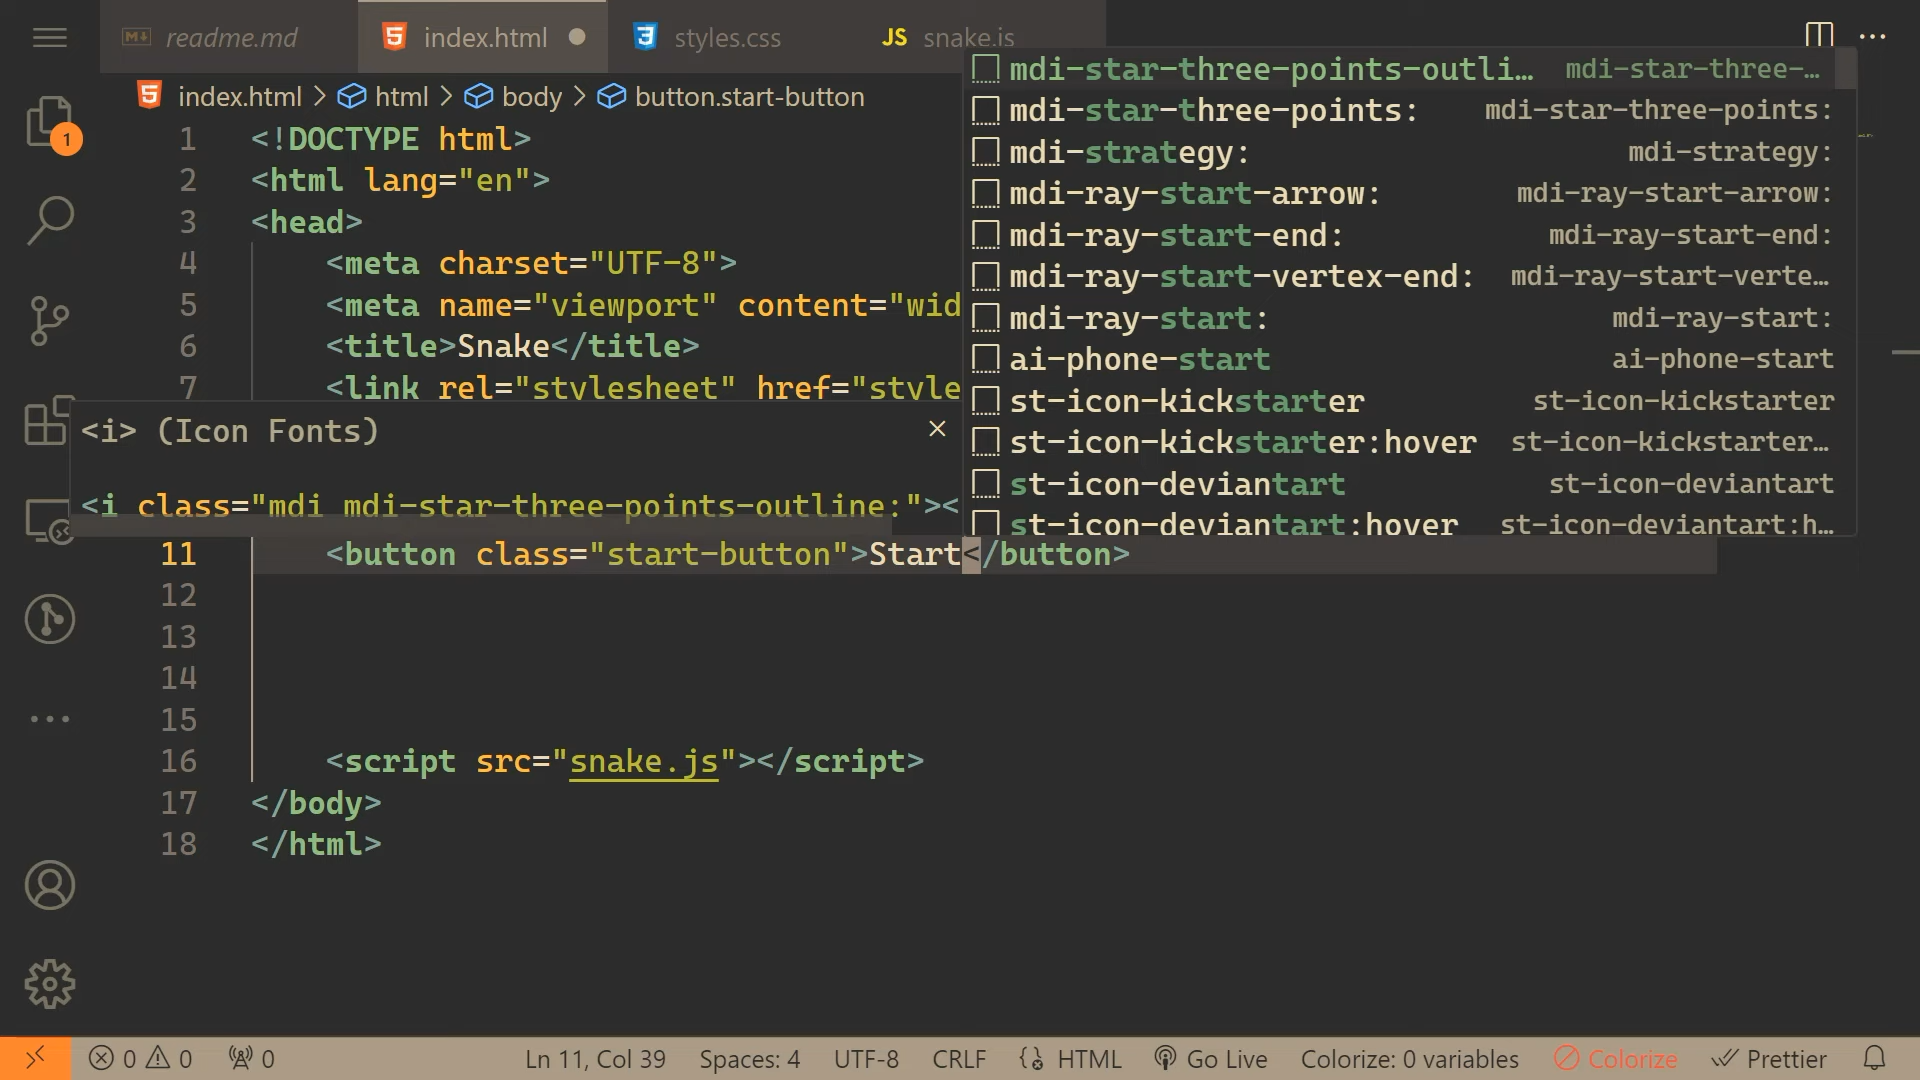 readme.md
index.html
styles.css
JS snake.js
index.html > html > body > button.start-button
1 <!DOCTYPE html>
2 <html lang="en">
3 <head>
4 <meta charset="UTF-8">
5 <meta name="viewport" content="wid
6 <title>Snake</title>
7 <link rel="stylesheet" href="style
mdi-star-three-points-outli… mdi-star-three-…
mdi-star-three-points: mdi-star-three-points:
mdi-strategy: mdi-strategy:
mdi-ray-start-arrow: mdi-ray-start-arrow:
mdi-ray-start-end: mdi-ray-start-end:
mdi-ray-start-vertex-end: mdi-ray-start-verte…
mdi-ray-start: mdi-ray-start:
ai-phone-start ai-phone-start
st-icon-kickstarter st-icon-kickstarter
st-icon-kickstarter:hover st-icon-kickstarter…
st-icon-deviantart st-icon-deviantart
st-icon-deviantart:hover st-icon-deviantart:h…
<i> (Icon Fonts)
<i class="mdi mdi-star-three-points-outline:"><
11 <button class="start-button">Start</button>
12
13
14
15
16 <script src="snake.js"></script>
17 </body>
18 </html>
1
0 0 0 Ln 11, Col 39 Spaces: 4 UTF-8 CRLF HTML Go Live Colorize: 0 variables Colorize Prettier